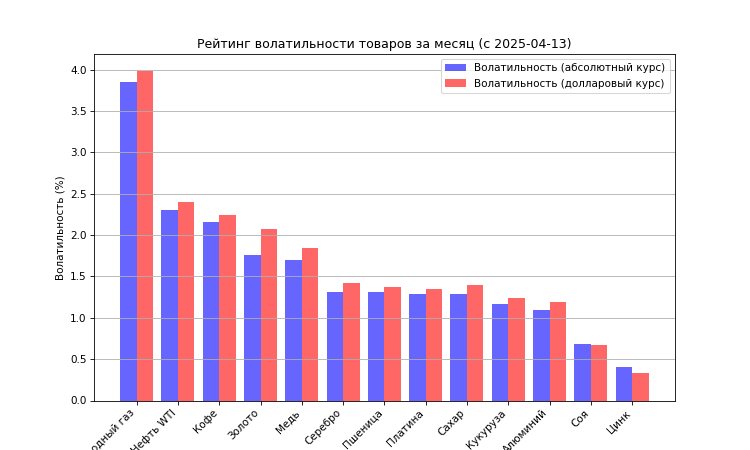 Рейтинг волатильности товаров за месяц (с 2025-04-13)
Волатильность (абсолютный курс)
Волатильность (долларовый курс)
Волатильность (%)
4.0
3.5
3.0
2.5
2.0
1.5
1.0
0.5
0.0
газ
Нефть WTI
Кофе
Золото
Медь
Серебро
Пшеница
Платина
Сахар
Кукуруза
Алюминий
Соя
Цинк